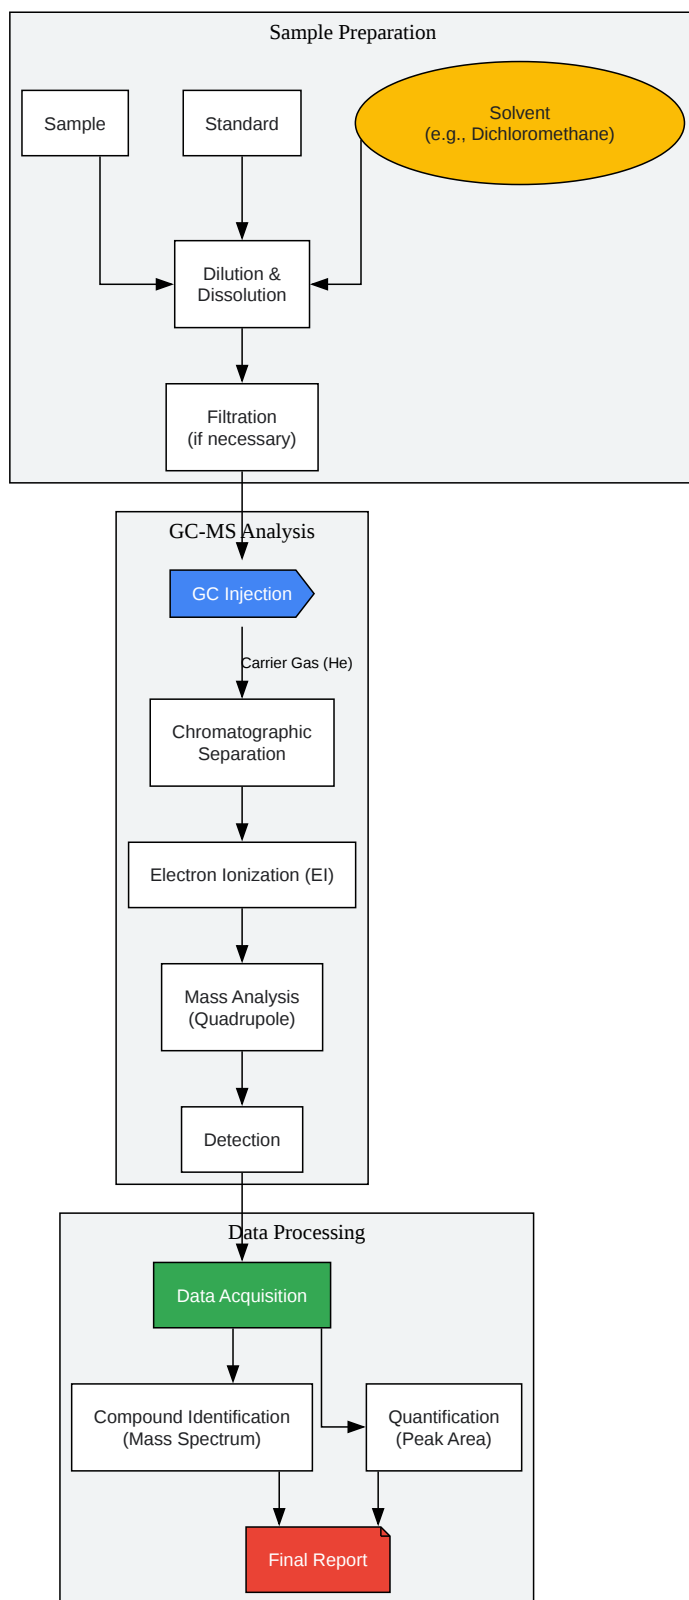 Sample Preparation
Sample
Standard
Solvent
(e.g., Dichloromethane)
Dilution &
Dissolution
Filtration
(if necessary)
GC-MS Analysis
GC Injection
Carrier Gas (He)
Chromatographic
Separation
Electron Ionization (EI)
Mass Analysis
(Quadrupole)
Detection
Data Processing
Data Acquisition
Compound Identification
(Mass Spectrum)
Quantification
(Peak Area)
Final Report